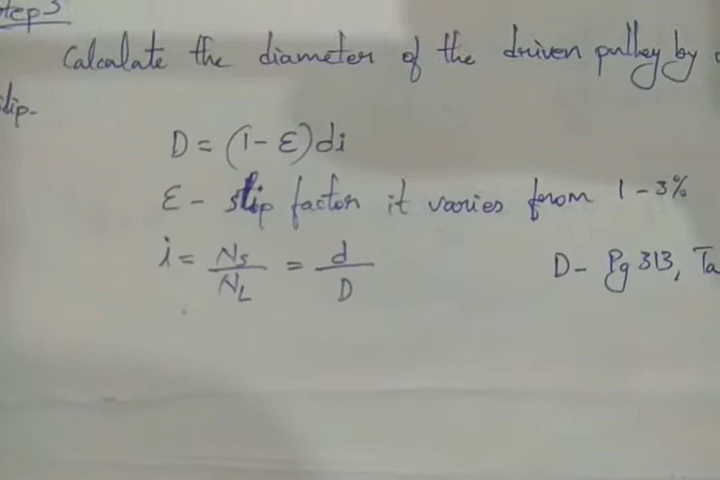 Step 3
Calculate the diameter of the driven pulley by
slip.
D = (1 - ε)di
ε - slip factor it varies from 1 - 3%
i = Ns/NL = d/D
D - Pg 313, Ta